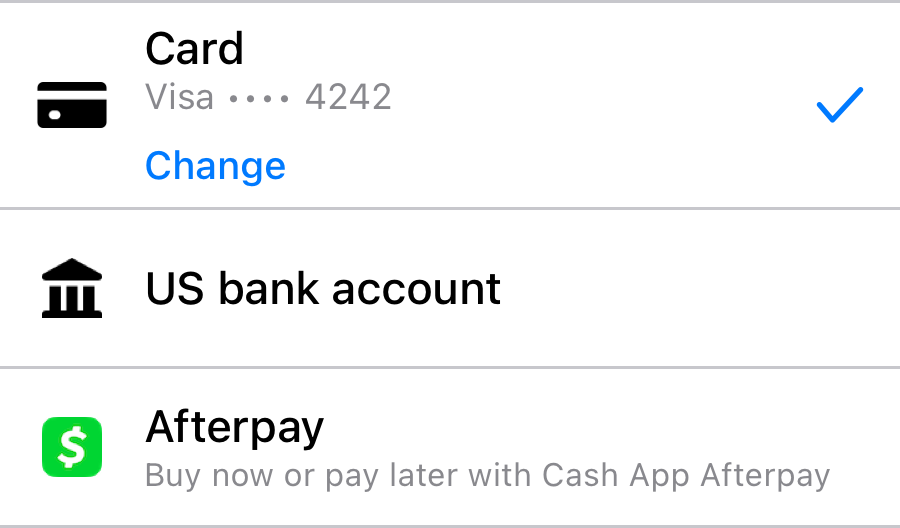 Card
Visa •••• 4242
Change
US bank account
Afterpay
Buy now or pay later with Cash App Afterpay